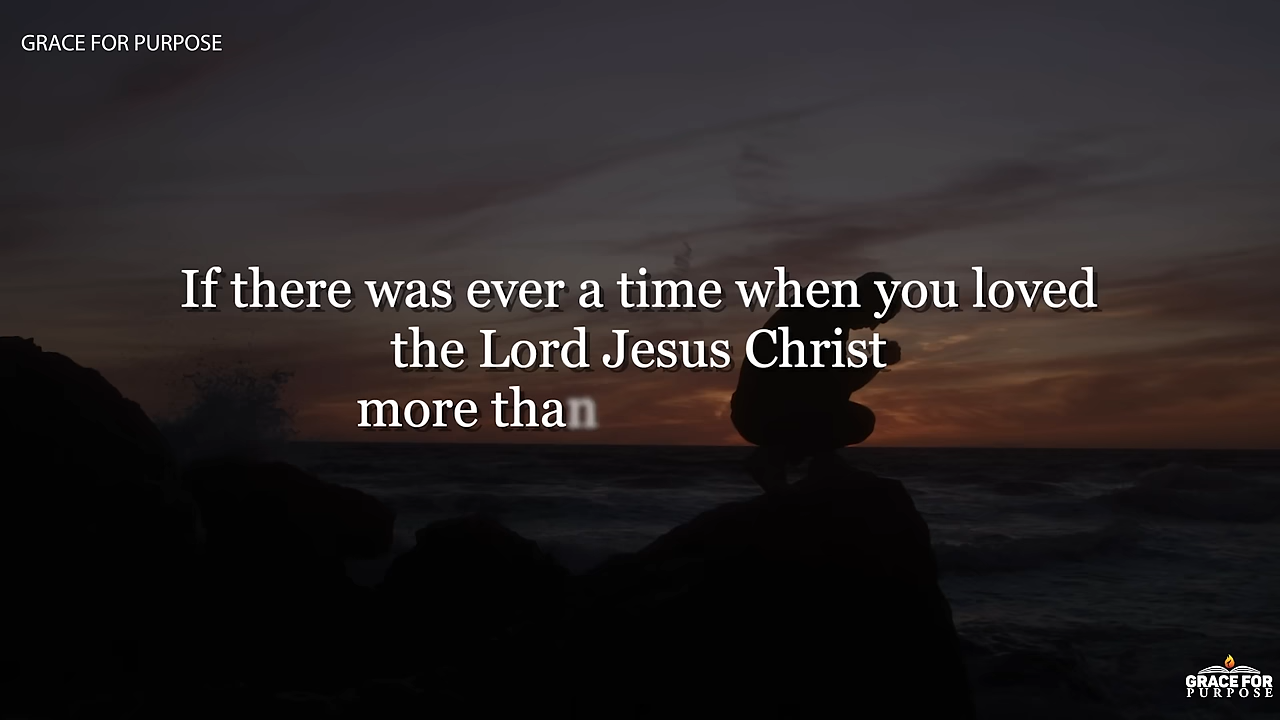 GRACE FOR PURPOSE
If there was ever a time when you loved
the Lord Jesus Christ
more than
GRACE FOR
PURPOSE